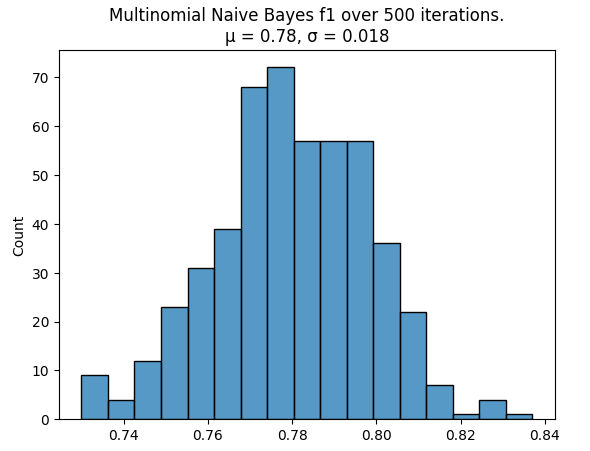 Multinomial Naive Bayes f1 over 500 iterations.
μ = 0.78, σ = 0.018
70
60
50
40
30
20
10
0
Count
0.74 0.76 0.78 0.80 0.82 0.84